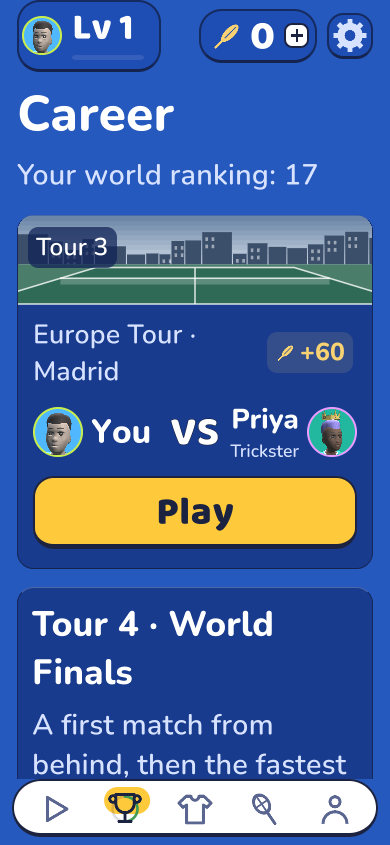 Lv 1
0
Career
Your world ranking: 17
Tour 3
Europe Tour ·
Madrid
+60
You VS Priya
Trickster
Play
Tour 4 · World
Finals
A first match from
behind, then the fastest